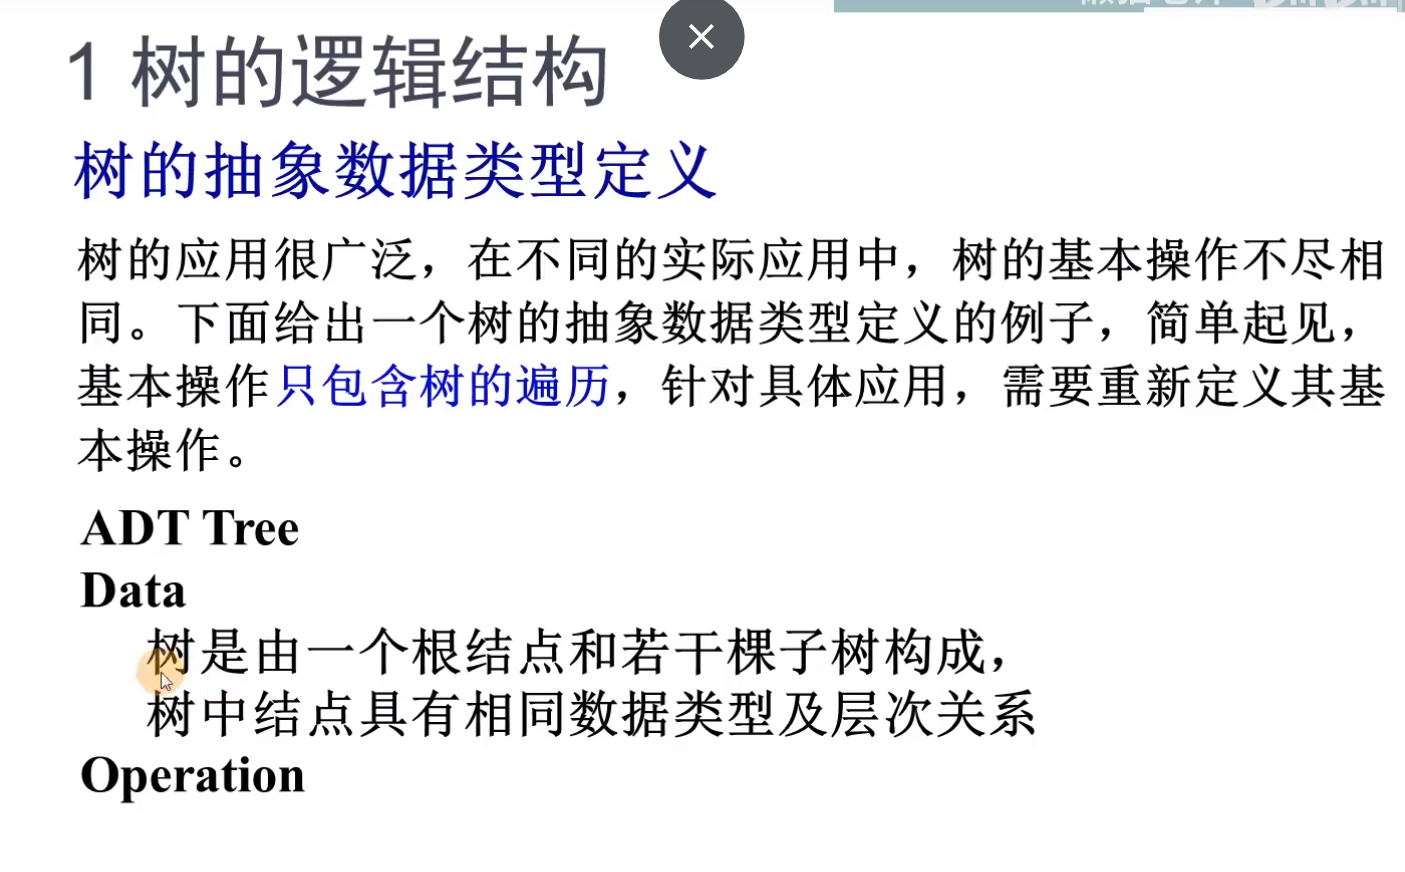 1 树的逻辑结构
树的抽象数据类型定义
树的应用很广泛，在不同的实际应用中，树的基本操作不尽相
同。下面给出一个树的抽象数据类型定义的例子，简单起见，
基本操作只包含树的遍历，针对具体应用，需要重新定义其基
本操作。
ADT Tree
Data
树是由一个根结点和若干棵子树构成，
树中结点具有相同数据类型及层次关系
Operation